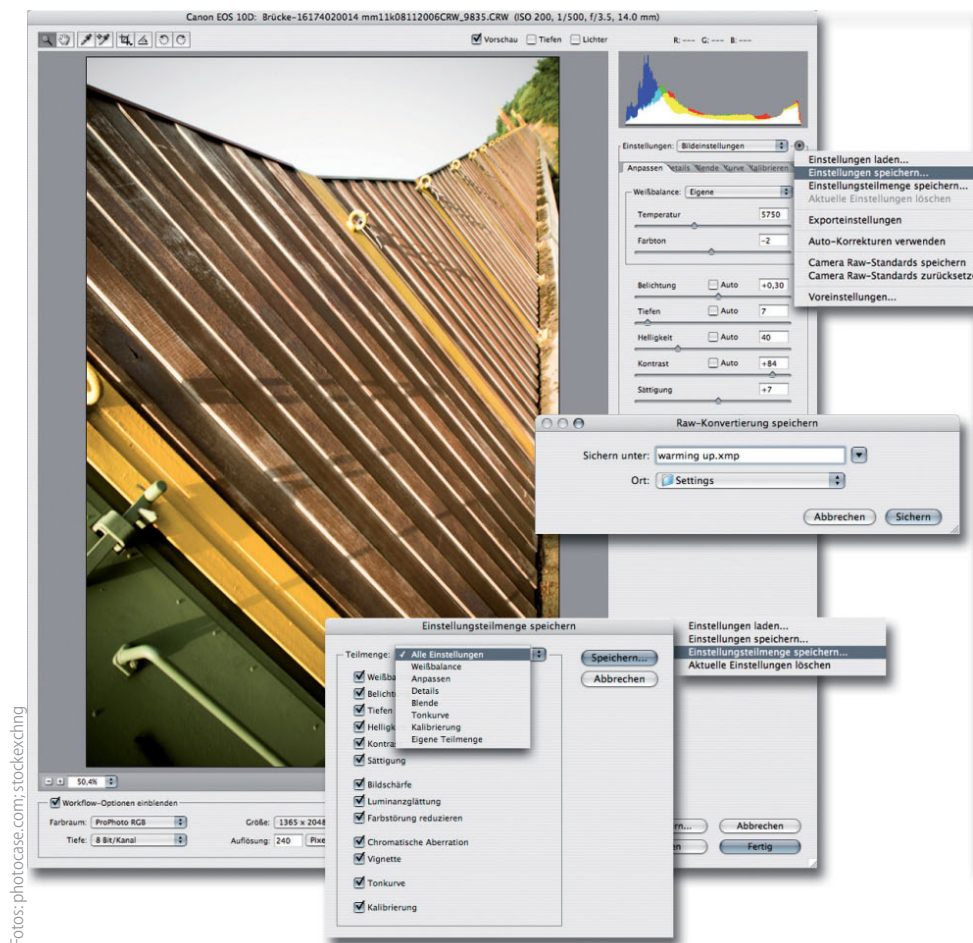 Canon EOS 10D: Brücke-16174020014 mm11k08112006CRW_9835.CRW (ISO 200, 1/500, f/3.5, 14.0 mm)
Vorschau Tiefen Lichter
R: --- G: --- B: ---
Einstellungen: Bildeinstellungen
Anpassen Details Blende Kurve Kalibrieren
Weißbalance: Eigene
Temperatur 5750
Farbton -2
Belichtung Auto +0,30
Tiefen Auto 7
Helligkeit Auto 40
Kontrast Auto +84
Sättigung +7
Einstellungen laden...
Einstellungen speichern...
Einstellungsteilmenge speichern...
Aktuelle Einstellungen löschen
Exporteinstellungen
Auto-Korrekturen verwenden
Camera Raw-Standards speichern
Camera Raw-Standards
Voreinstellungen...
Raw-Konvertierung speichern
Sichern unter: warming up.xmp
Ort: Settings
Abbrechen Sichern
Einstellungsteilmenge speichern
Teilmenge: ✓ Alle Einstellungen
Weißbalance
Anpassen
Details
Blende
Tonkurve
Kalibrierung
Eigene Teilmenge
Speichern...
Abbrechen
Tiefen
Sättigung
Bildschärfe
Luminanzglättung
Farbstörung reduzieren
Chromatische Aberration
Vignette
Tonkurve
Kalibrierung
Einstellungen laden...
Einstellungen speichern...
Einstellungsteilmenge speichern...
Aktuelle Einstellungen löschen
50,4%
Workflow-Optionen einblenden
Farbraum: ProPhoto RGB
Größe: 1365 x 2048
Tiefe: 8 Bit/Kanal
Auflösung: 240
Abbrechen
Fertig
Fotos: photocase.com; stockexchng